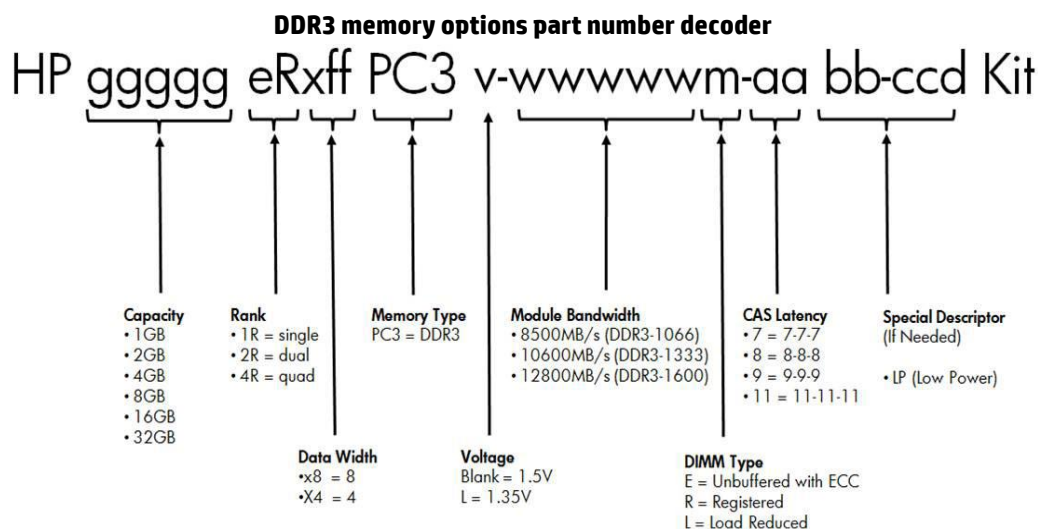 DDR3 memory options part number decoder
HP ggggg eRxff PC3 v-wwwwwm-aa bb-ccd Kit
Capacity
• 1GB
• 2GB
• 4GB
• 8GB
• 16GB
• 32GB
Rank
• 1R = single
• 2R = dual
• 4R = quad
Memory Type
PC3 = DDR3
Module Bandwidth
• 8500MB/s (DDR3-1066)
• 10600MB/s (DDR3-1333)
• 12800MB/s (DDR3-1600)
CAS Latency
• 7 = 7-7-7
• 8 = 8-8-8
• 9 = 9-9-9
• 11 = 11-11-11
Special Descriptor
(If Needed)
• LP (Low Power)
Data Width
•x8 = 8
•X4 = 4
Voltage
Blank = 1.5V
L = 1.35V
DIMM Type
E = Unbuffered with ECC
R = Registered
L = Load Reduced